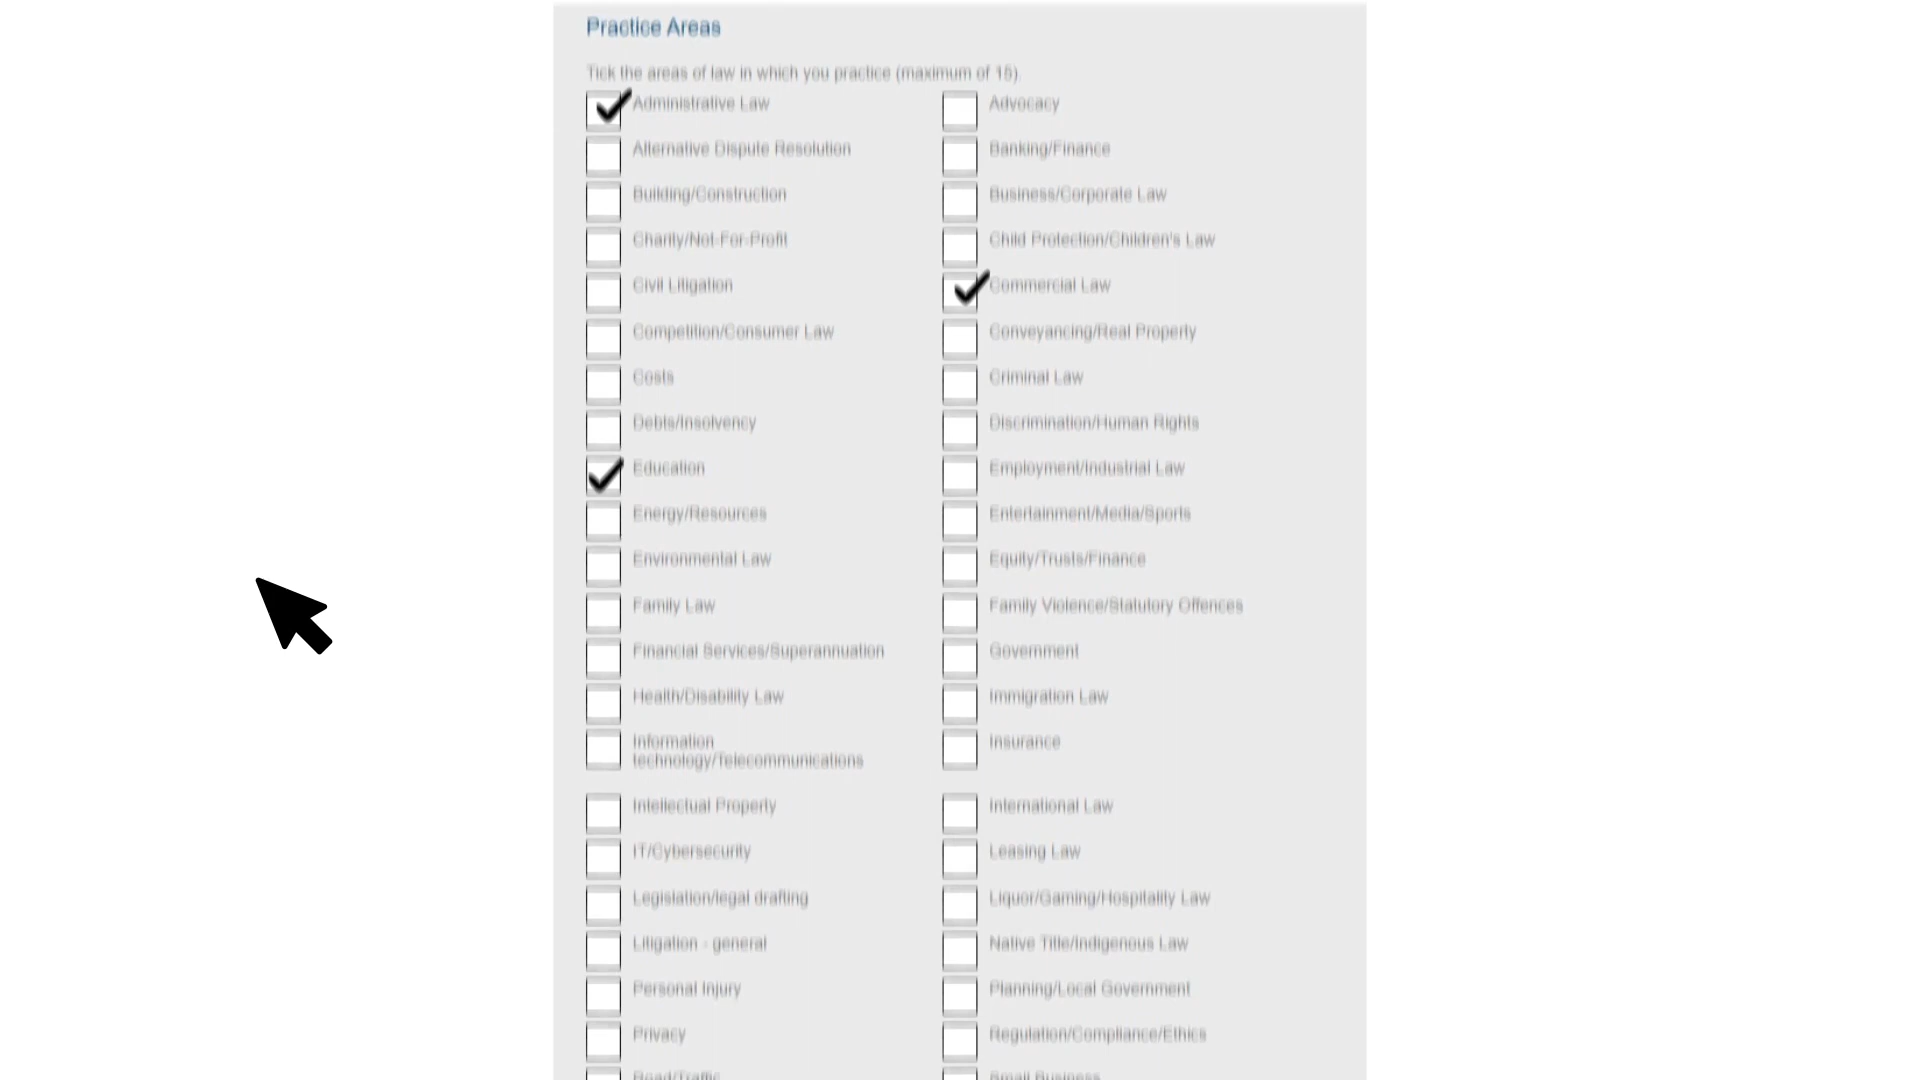 Practice Areas
Tick the areas of law in which you practice (maximum of 15).
Administrative Law
Advocacy
Alternative Dispute Resolution
Banking/Finance
Building/Construction
Business/Corporate Law
Charity/Not-For-Profit
Child Protection/Children's Law
Civil Litigation
Commercial Law
Competition/Consumer Law
Conveyancing/Real Property
Costs
Criminal Law
Debts/Insolvency
Discrimination/Human Rights
Education
Employment/Industrial Law
Energy/Resources
Entertainment/Media/Sports
Environmental Law
Equity/Trusts/Finance
Family Law
Family Violence/Statutory Offences
Financial Services/Superannuation
Government
Health/Disability Law
Immigration Law
Information
technology/Telecommunications
Insurance
Intellectual Property
International Law
IT/Cybersecurity
Leasing Law
Legislation/legal drafting
Liquor/Gaming/Hospitality Law
Litigation - general
Native Title/Indigenous Law
Personal Injury
Planning/Local Government
Privacy
Regulation/Compliance/Ethics
Road/Traffic
Small Business